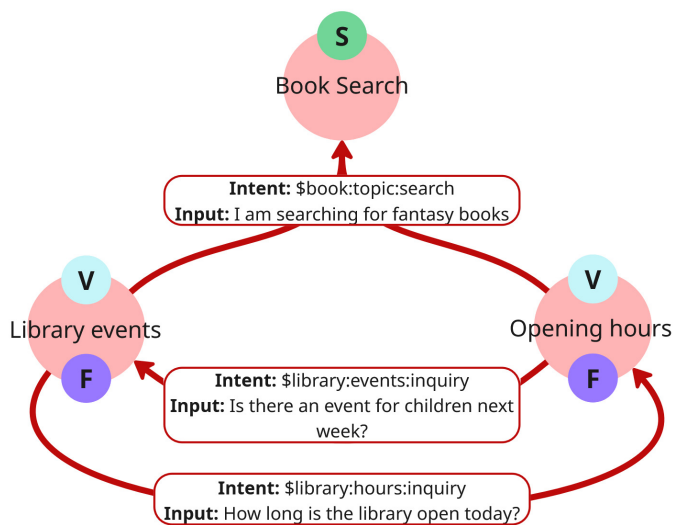 S
Book Search
Intent: $book:topic:search
Input: I am searching for fantasy books
V
Library events
F
V
Opening hours
F
Intent: $library:events:inquiry
Input: Is there an event for children next
week?
Intent: $library:hours:inquiry
Input: How long is the library open today?